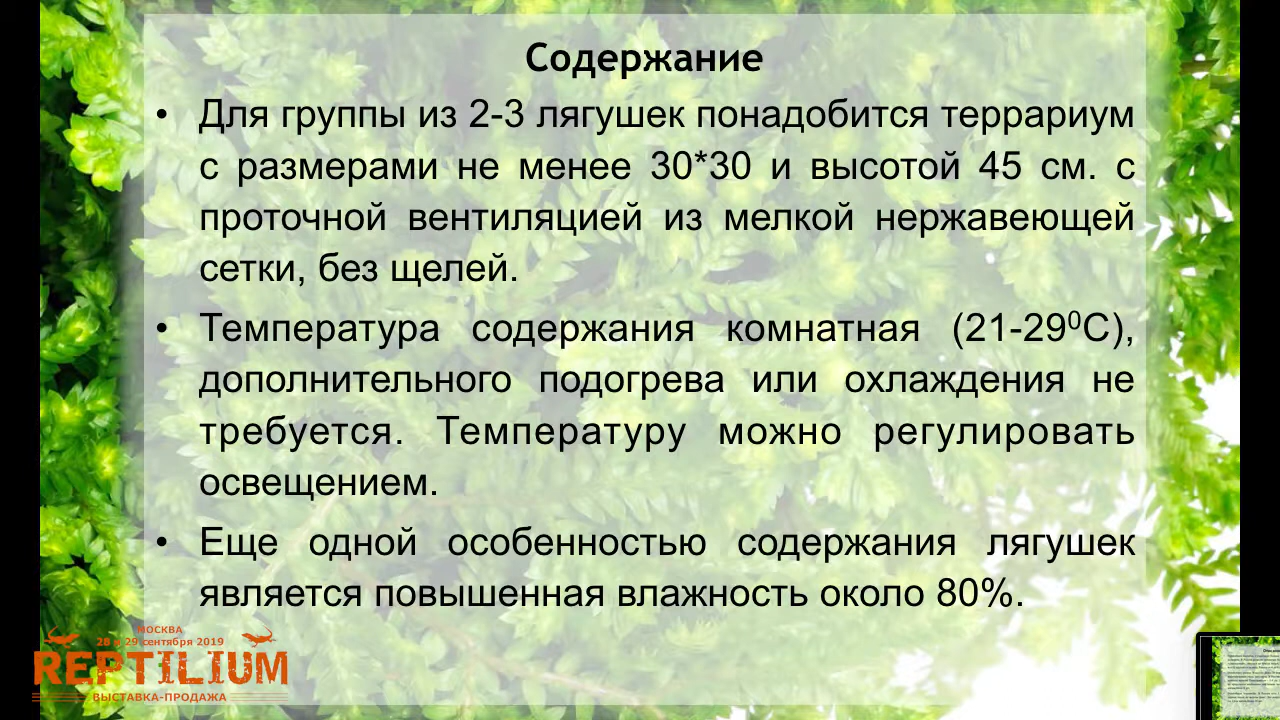 Содержание
• Для группы из 2-3 лягушек понадобится террариум
с размерами не менее 30*30 и высотой 45 см. с
проточной вентиляцией из мелкой нержавеющей
сетки, без щелей.
• Температура содержания комнатная (21-29⁰С),
дополнительного подогрева или охлаждения не
требуется. Температуру можно регулировать
освещением.
• Еще одной особенностью содержания лягушек
является повышенная влажность около 80%.
МОСКВА
28 и 29 сентября 2019
REPTILIUM
ВЫСТАВКА-ПРОДАЖА